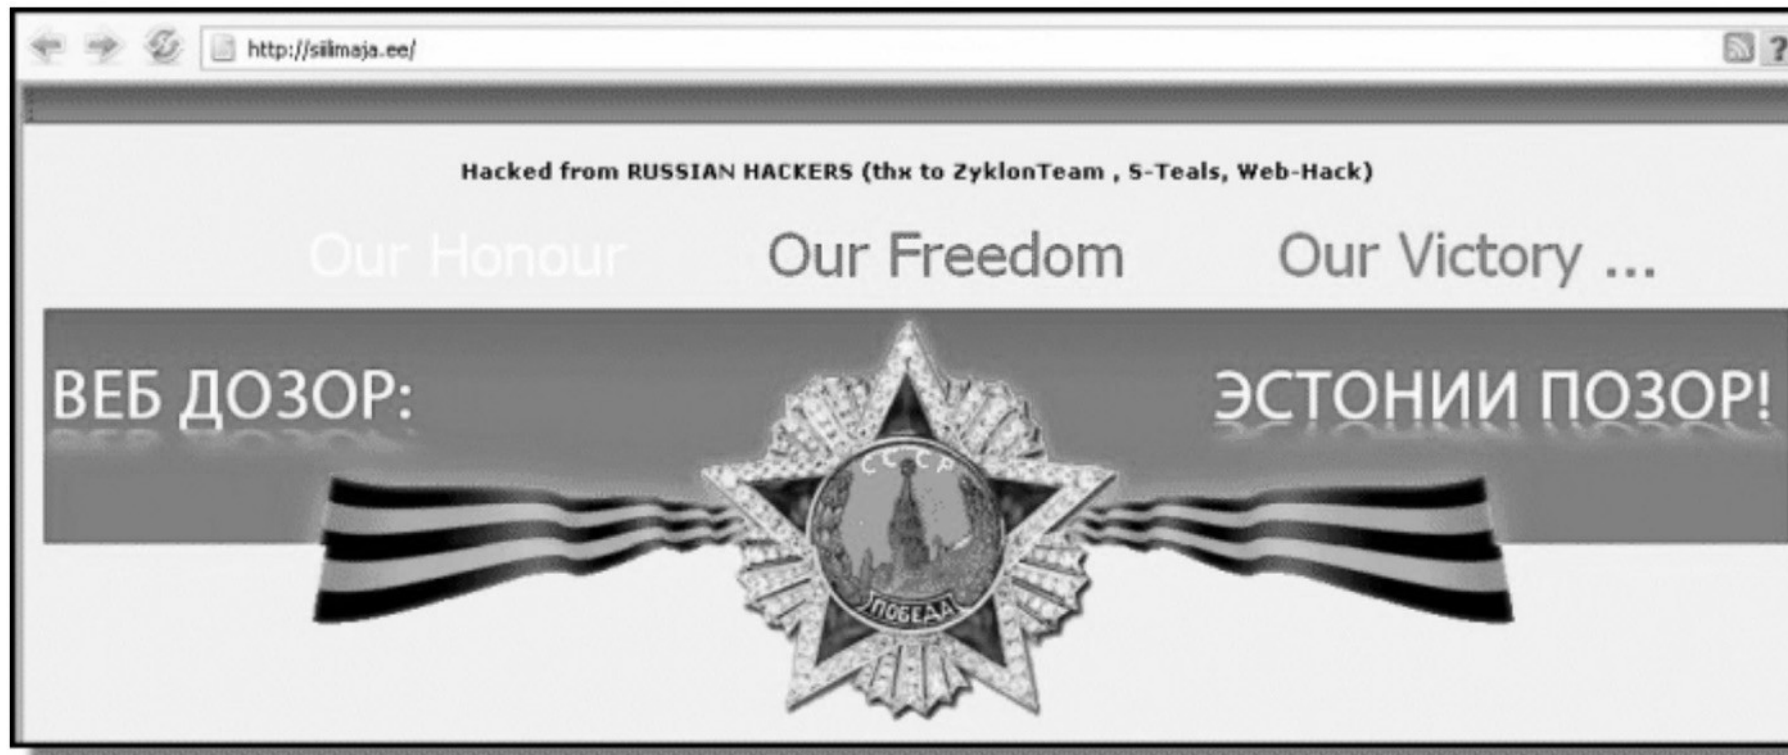 http://siilimaja.ee/
?
Hacked from RUSSIAN HACKERS (thx to ZyklonTeam , S-Teals, Web-Hack)
Our Honour Our Freedom Our Victory ...
ВЕБ ДОЗОР: ЭСТОНИИ ПОЗОР!
СССР
ПОБЕДА